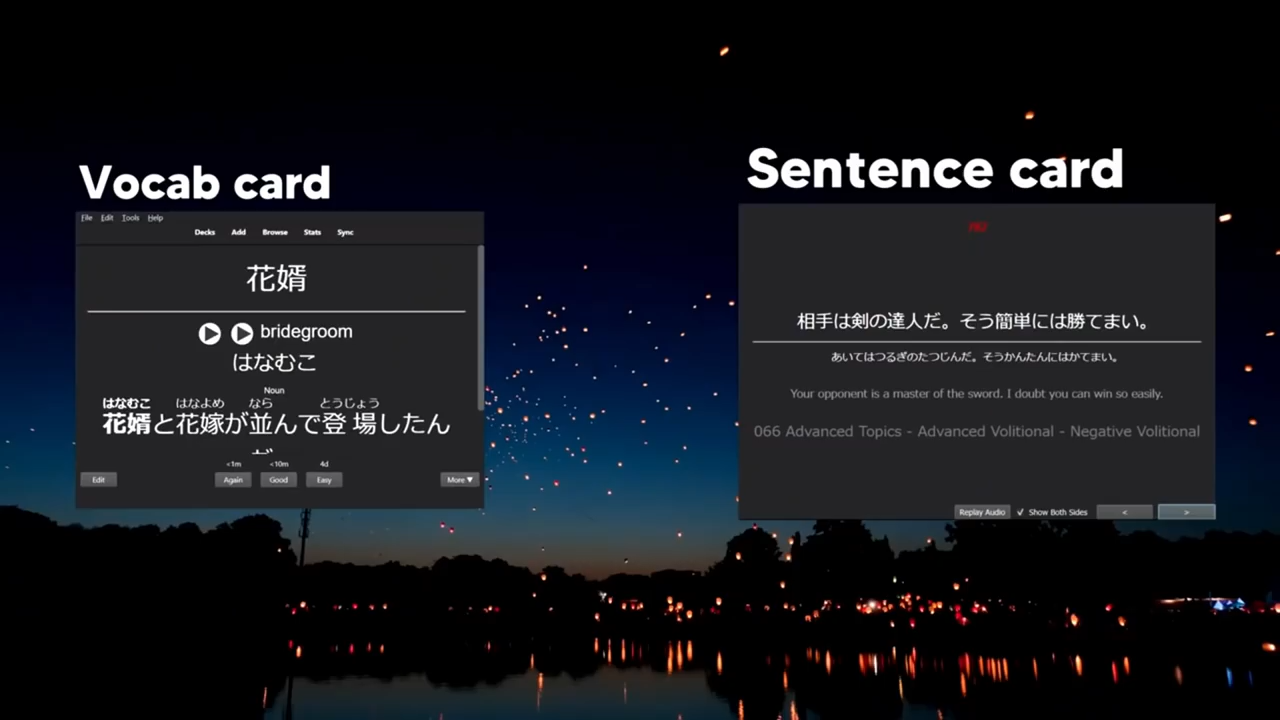 Vocab card
File Edit Tools Help
Decks Add Browse Stats Sync
花婿
bridegroom
はなむこ
Noun
はなむこ はなよめ なら とうじょう
花婿と花嫁が並んで登場したん
<1m <10m 4d
Edit Again Good Easy More ▼
Sentence card
相手は剣の達人だ。そう簡単には勝てまい。
あいてはつるぎのたつじんだ。そうかんたんにはかてまい。
Your opponent is a master of the sword. I doubt you can win so easily.
066 Advanced Topics - Advanced Volitional - Negative Volitional
Replay Audio ✓ Show Both Sides < >